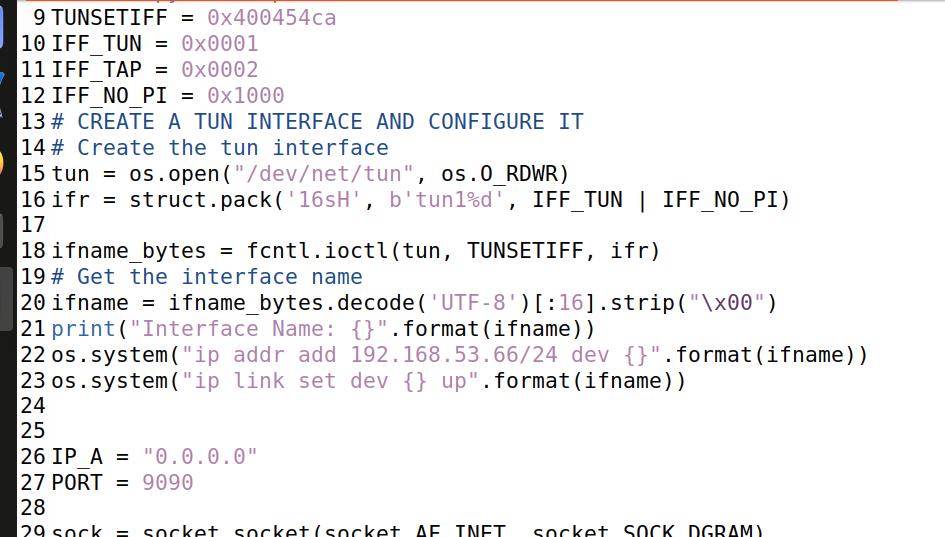 9 TUNSETIFF = 0x400454ca
10 IFF_TUN = 0x0001
11 IFF_TAP = 0x0002
12 IFF_NO_PI = 0x1000
13 # CREATE A TUN INTERFACE AND CONFIGURE IT
14 # Create the tun interface
15 tun = os.open("/dev/net/tun", os.O_RDWR)
16 ifr = struct.pack('16sH', b'tun1%d', IFF_TUN | IFF_NO_PI)
17
18 ifname_bytes = fcntl.ioctl(tun, TUNSETIFF, ifr)
19 # Get the interface name
20 ifname = ifname_bytes.decode('UTF-8')[:16].strip("\x00")
21 print("Interface Name: {}".format(ifname))
22 os.system("ip addr add 192.168.53.66/24 dev {}".format(ifname))
23 os.system("ip link set dev {} up".format(ifname))
24
25
26 IP_A = "0.0.0.0"
27 PORT = 9090
28
29 sock = socket.socket(socket.AF_INET, socket.SOCK_DGRAM)